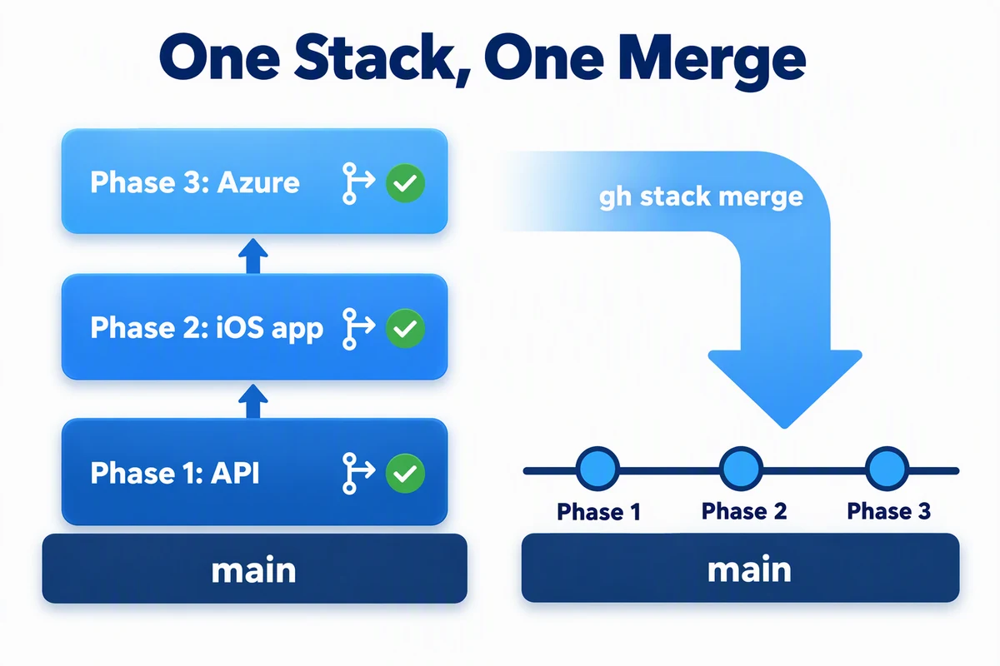 One Stack, One Merge
Phase 3: Azure
Phase 2: iOS app
Phase 1: API
main
gh stack merge
Phase 1
Phase 2
Phase 3
main